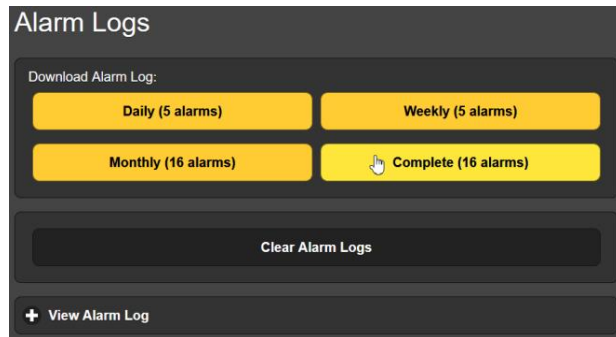 Alarm Logs
Download Alarm Log:
Daily (5 alarms)
Weekly (5 alarms)
Monthly (16 alarms)
Complete (16 alarms)
Clear Alarm Logs
View Alarm Log